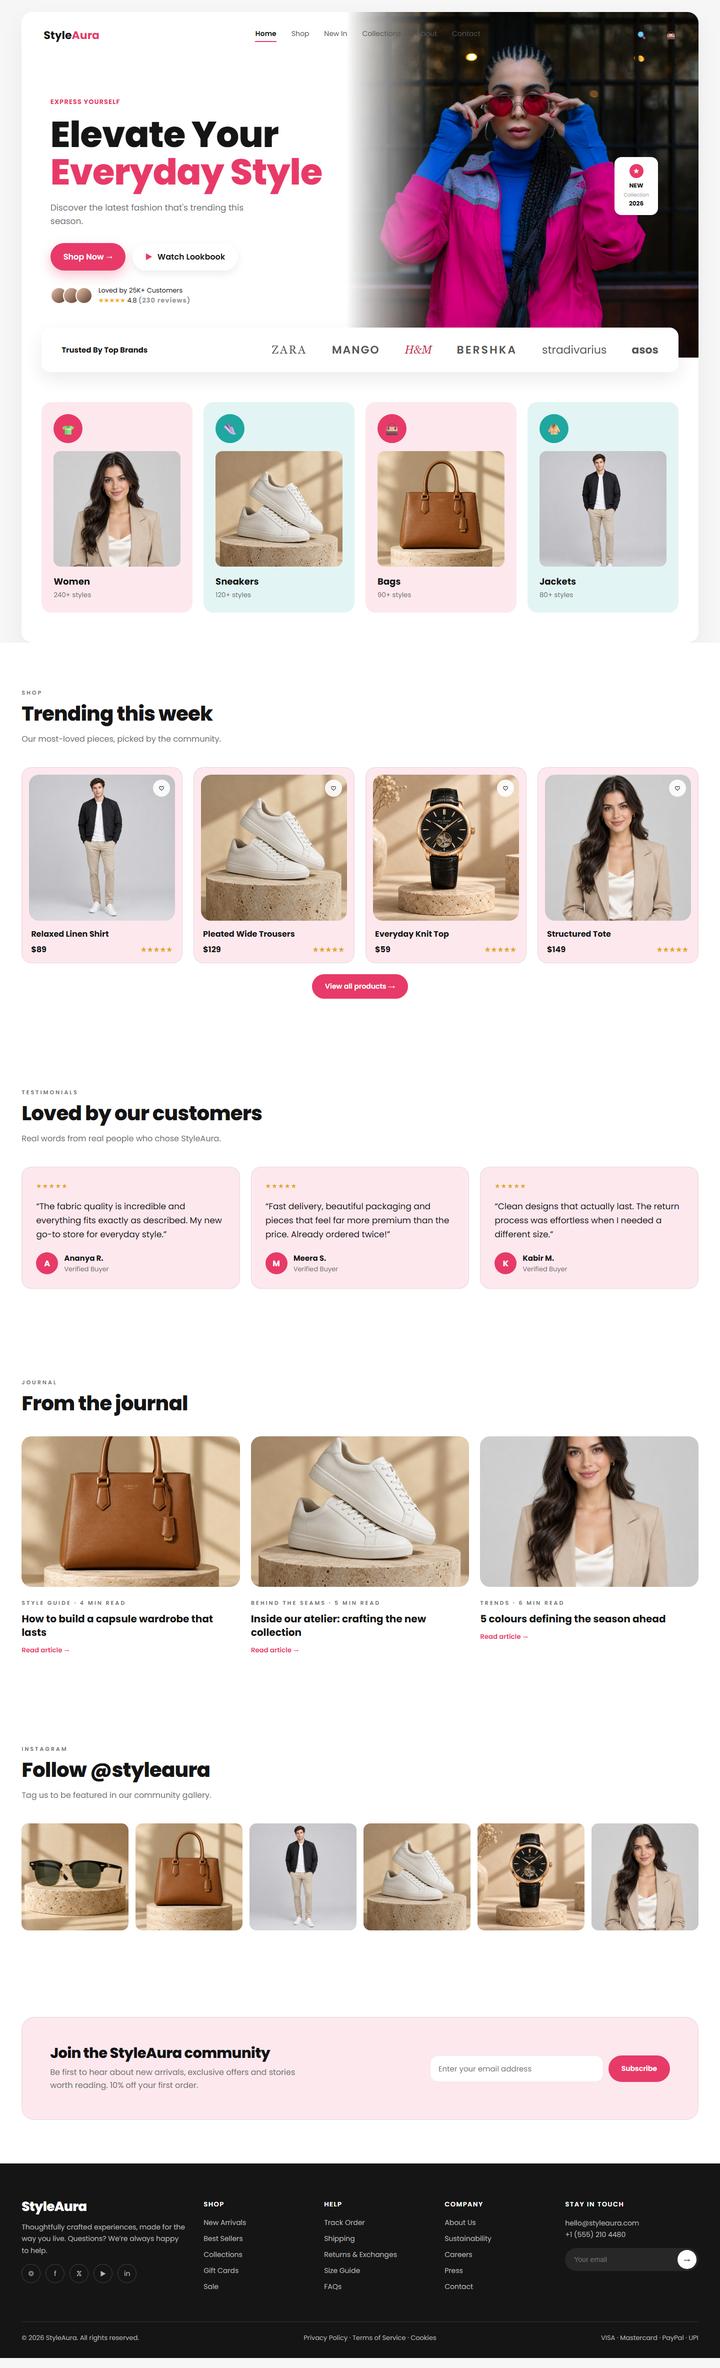 StyleAura
Home Shop New In Collections About Contact
EXPRESS YOURSELF
Elevate Your
Everyday Style
Discover the latest fashion that's trending this
season.
Shop Now →
Watch Lookbook
Loved by 25K+ Customers
★★★★★ 4.8 (230 reviews)
NEW
Collection
2026
Trusted By Top Brands
ZARA MANGO H&M BERSHKA stradivarius asos
Women
240+ styles
Sneakers
120+ styles
Bags
90+ styles
Jackets
80+ styles
SHOP
Trending this week
Our most-loved pieces, picked by the community.
Relaxed Linen Shirt
$89 ★★★★★
Pleated Wide Trousers
$129 ★★★★★
Everyday Knit Top
$59 ★★★★★
Structured Tote
$149 ★★★★★
View all products →
TESTIMONIALS
Loved by our customers
Real words from real people who chose StyleAura.
★★★★★
“The fabric quality is incredible and
everything fits exactly as described. My new
go-to store for everyday style.”
A
Ananya R.
Verified Buyer
★★★★★
“Fast delivery, beautiful packaging and
pieces that feel far more premium than the
price. Already ordered twice!”
M
Meera S.
Verified Buyer
★★★★★
“Clean designs that actually last. The return
process was effortless when I needed a
different size.”
K
Kabir M.
Verified Buyer
JOURNAL
From the journal
STYLE GUIDE · 4 MIN READ
How to build a capsule wardrobe that
lasts
Read article →
BEHIND THE SEAMS · 5 MIN READ
Inside our atelier: crafting the new
collection
Read article →
TRENDS · 6 MIN READ
5 colours defining the season ahead
Read article →
INSTAGRAM
Follow @styleaura
Tag us to be featured in our community gallery.
Join the StyleAura community
Be first to hear about new arrivals, exclusive offers and stories
worth reading. 10% off your first order.
Enter your email address
Subscribe
StyleAura
Thoughtfully crafted experiences, made for the
way you live. Questions? We're always happy
to help.
f 𝕏 ▶ in
SHOP
New Arrivals
Best Sellers
Collections
Gift Cards
Sale
HELP
Track Order
Shipping
Returns & Exchanges
Size Guide
FAQs
COMPANY
About Us
Sustainability
Careers
Press
Contact
STAY IN TOUCH
hello@styleaura.com
+1 (555) 210 4480
Your email →
© 2026 StyleAura. All rights reserved.
Privacy Policy · Terms of Service · Cookies
VISA · Mastercard · PayPal · UPI